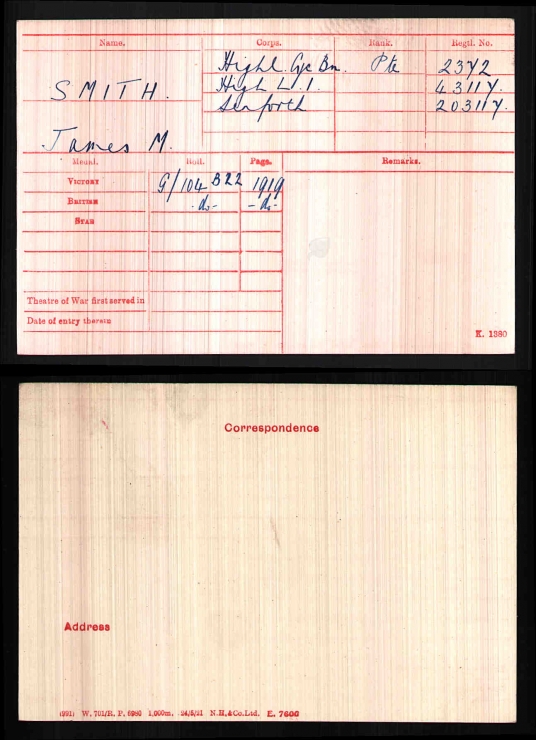 Name. Corps. Rank. Regtl. No.
SMITH. Highl. Cyc Bn. Pte 2372
High L.I. 43117.
Seaforth 203117.
James M.
Medal. Roll. Page. Remarks.
Victory G/104 B22 1919
British -do- -do-
Star
Theatre of War first served in
Date of entry therein
K. 1380
Correspondence
Address
(991) W. 701/R. P. 6980 1,000m. 24/5/21 N.H.&Co.Ltd. E. 7600